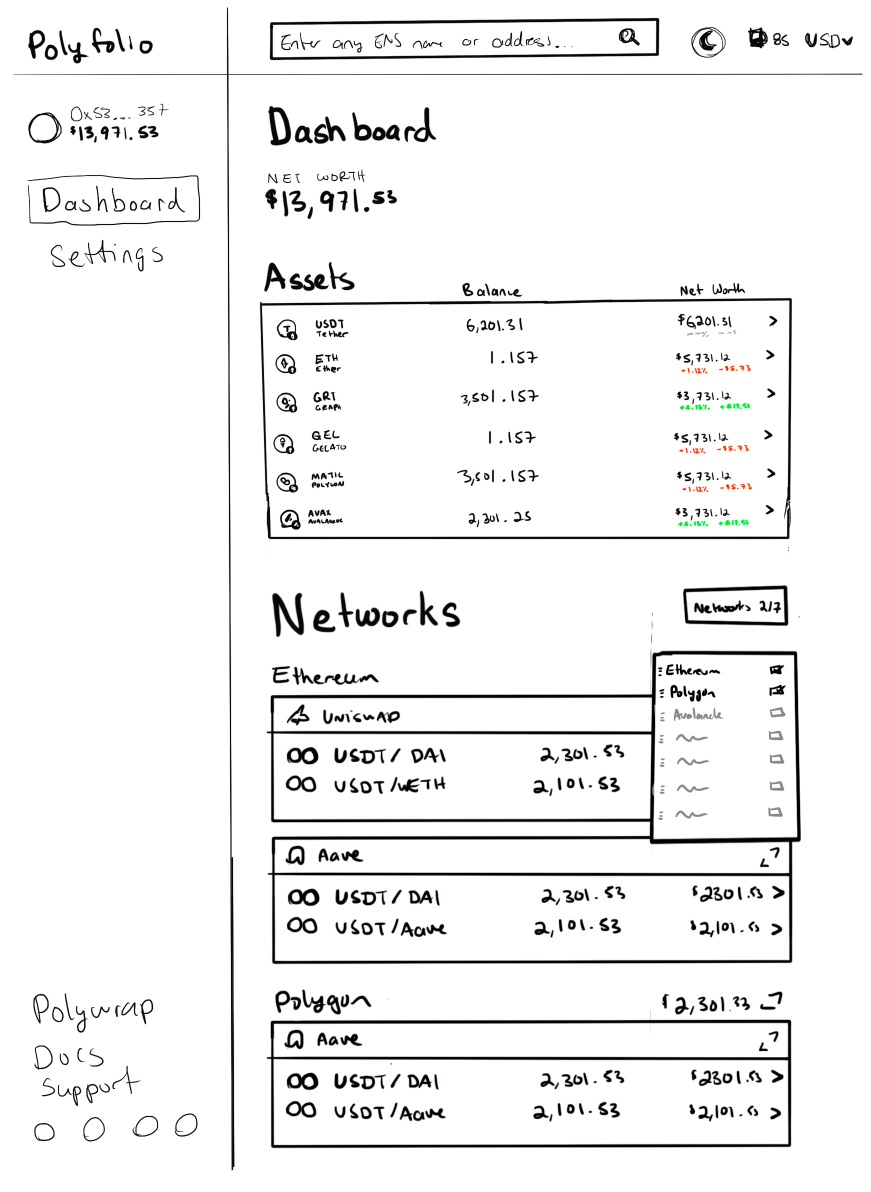 Polyfolio
Enter any ENS name or address...
85 USD
0x53... 357
$13,971.53
Dashboard
Settings
Dashboard
NET WORTH
$13,971.53
Assets
Balance Net Worth
USDT 6,201.31 $6,201.31 >
Tether --% --$
ETH 1.157 $5,731.12 >
Ether -1.12% -$5.73
GRT 3,501.157 $3,731.12 >
GRAPH +2.13% +$17.53
GEL 1.157 $5,731.12 >
GELATO -1.12% -$5.73
MATIC 3,501.157 $5,731.12 >
POLYGON -1.12% -$5.73
AVAX 2,301.25 $3,731.12 >
AVALANCHE +2.13% +$17.53
Networks
Networks 2/7
Ethereum
Ethereum
Polygon
Avalanche
UNISWAP
USDT/DAI 2,301.53
USDT/WETH 2,101.53
Aave
USDT/DAI 2,301.53 $2301.53 >
USDT/Aave 2,101.53 $2,101.53 >
Polygon $2,301.33
Aave
USDT/DAI 2,301.53 $2301.53 >
USDT/Aave 2,101.53 $2,101.53 >
Polywrap
Docs
Support